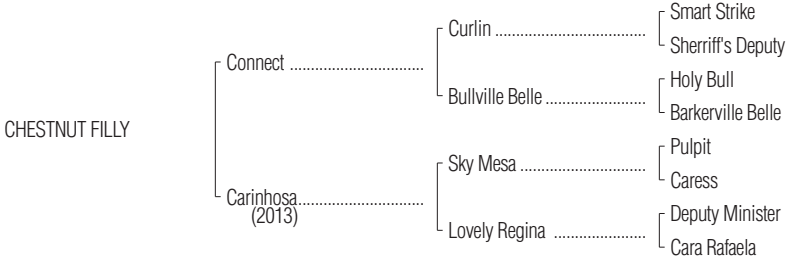 Smart Strike
Curlin ....................................
Sherriff's Deputy
Connect ................................
Holy Bull
Bullville Belle ........................
Barkerville Belle
CHESTNUT FILLY
Pulpit
Sky Mesa ..............................
Caress
Carinhosa..............................
(2013)
Deputy Minister
Lovely Regina ......................
Cara Rafaela